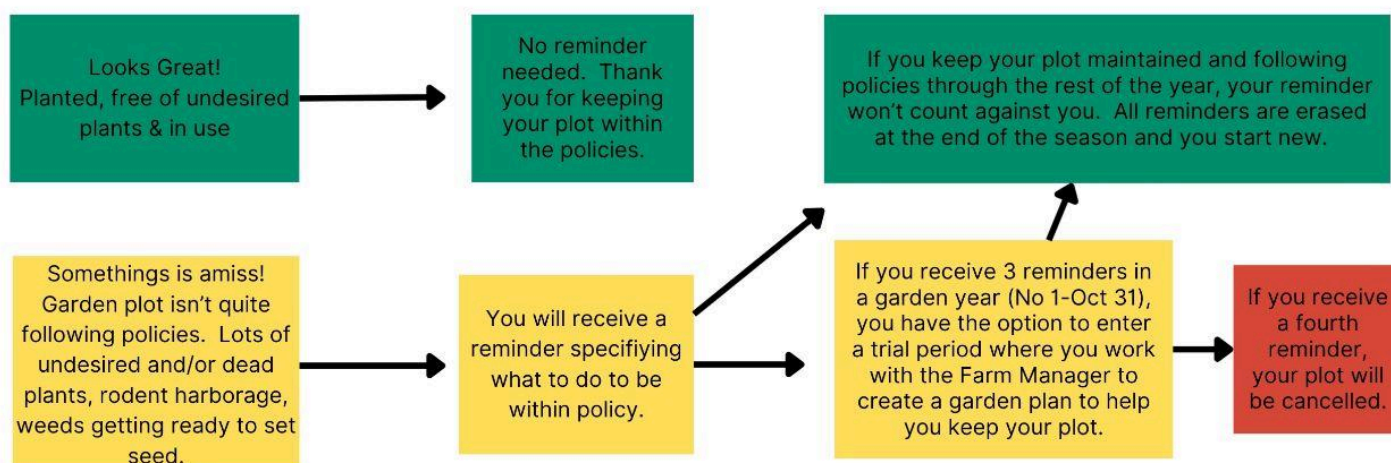 Looks Great!
Planted, free of undesired
plants & in use
No reminder
needed. Thank
you for keeping
your plot within
the policies.
If you keep your plot maintained and following
policies through the rest of the year, your reminder
won't count against you. All reminders are erased
at the end of the season and you start new.
Somethings is amiss!
Garden plot isn't quite
following policies. Lots of
undesired and/or dead
plants, rodent harborage,
weeds getting ready to set
seed.
You will receive a
reminder specifiying
what to do to be
within policy.
If you receive 3 reminders in
a garden year (No 1-Oct 31),
you have the option to enter
a trial period where you work
with the Farm Manager to
create a garden plan to help
you keep your plot.
If you receive
a fourth
reminder,
your plot will
be cancelled.